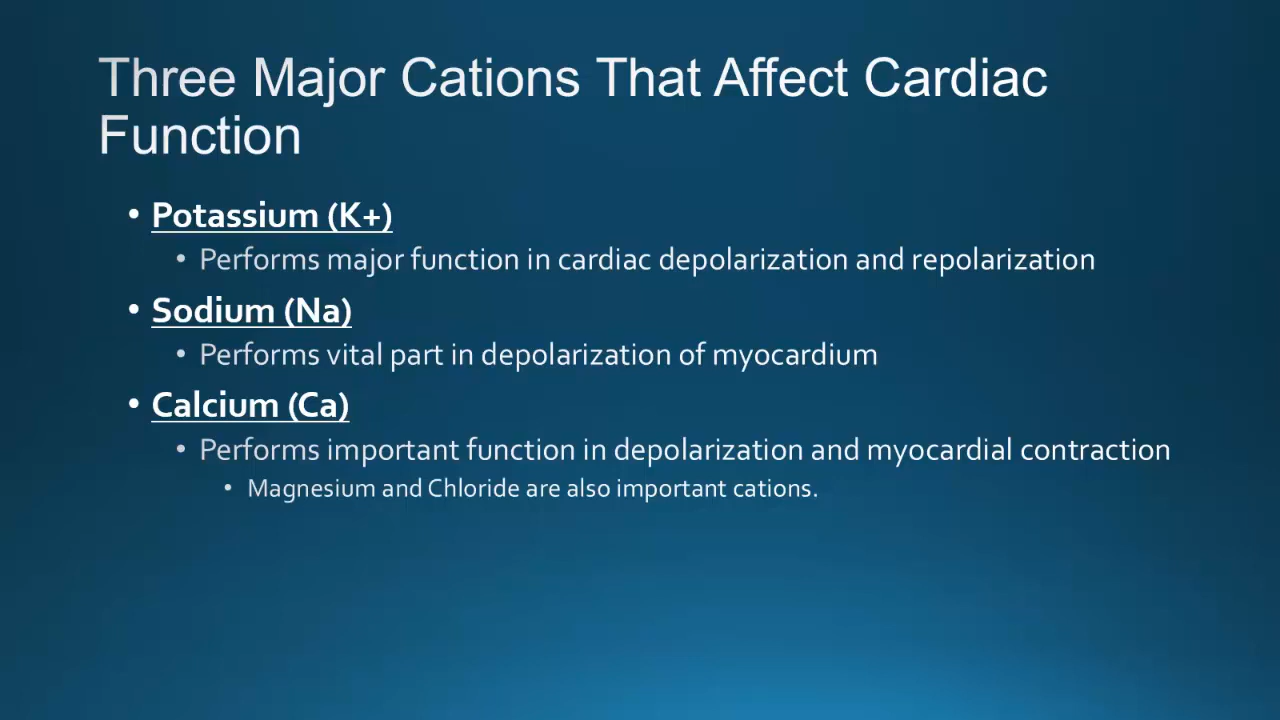 Three Major Cations That Affect Cardiac
Function
• Potassium (K+)
• Performs major function in cardiac depolarization and repolarization
• Sodium (Na)
• Performs vital part in depolarization of myocardium
• Calcium (Ca)
• Performs important function in depolarization and myocardial contraction
• Magnesium and Chloride are also important cations.